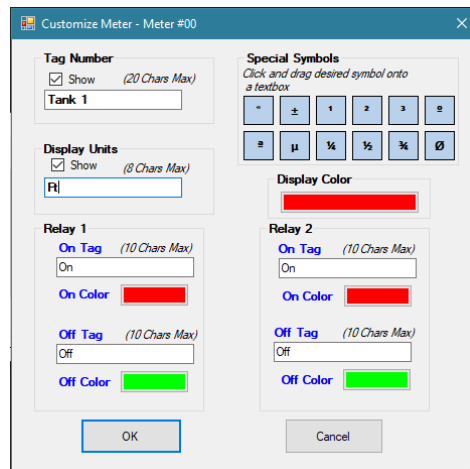 Customize Meter - Meter #00
Tag Number
Show (20 Chars Max)
Tank 1
Special Symbols
Click and drag desired symbol onto
a textbox
° ± ¹ ² ³ º
ª µ ¼ ½ ¾ Ø
Display Units
Show (8 Chars Max)
Ft
Display Color
Relay 1
On Tag (10 Chars Max)
On
On Color
Off Tag (10 Chars Max)
Off
Off Color
Relay 2
On Tag (10 Chars Max)
On
On Color
Off Tag (10 Chars Max)
Off
Off Color
OK
Cancel